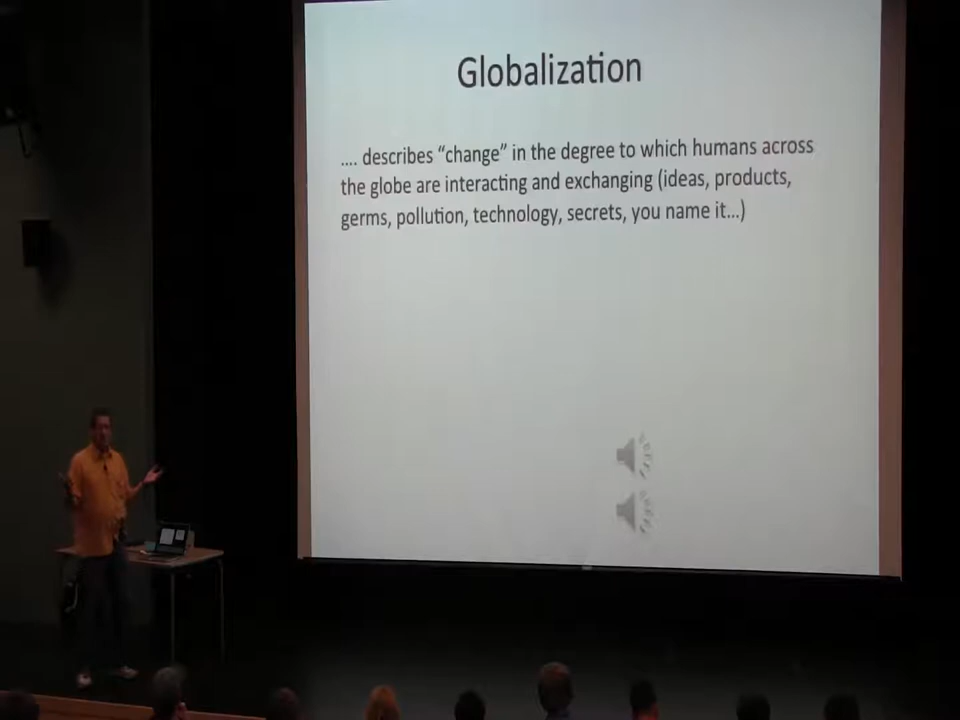 Globalization
.... describes “change” in the degree to which humans across
the globe are interacting and exchanging (ideas, products,
germs, pollution, technology, secrets, you name it...)